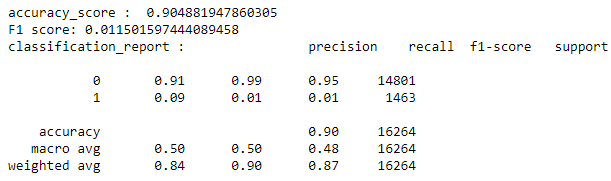 accuracy_score :  0.904881947860305
F1 score: 0.011501597444089458
classification_report :               precision    recall  f1-score   support
0       0.91      0.99      0.95     14801
1       0.09      0.01      0.01      1463
accuracy                           0.90     16264
macro avg       0.50      0.50      0.48     16264
weighted avg       0.84      0.90      0.87     16264